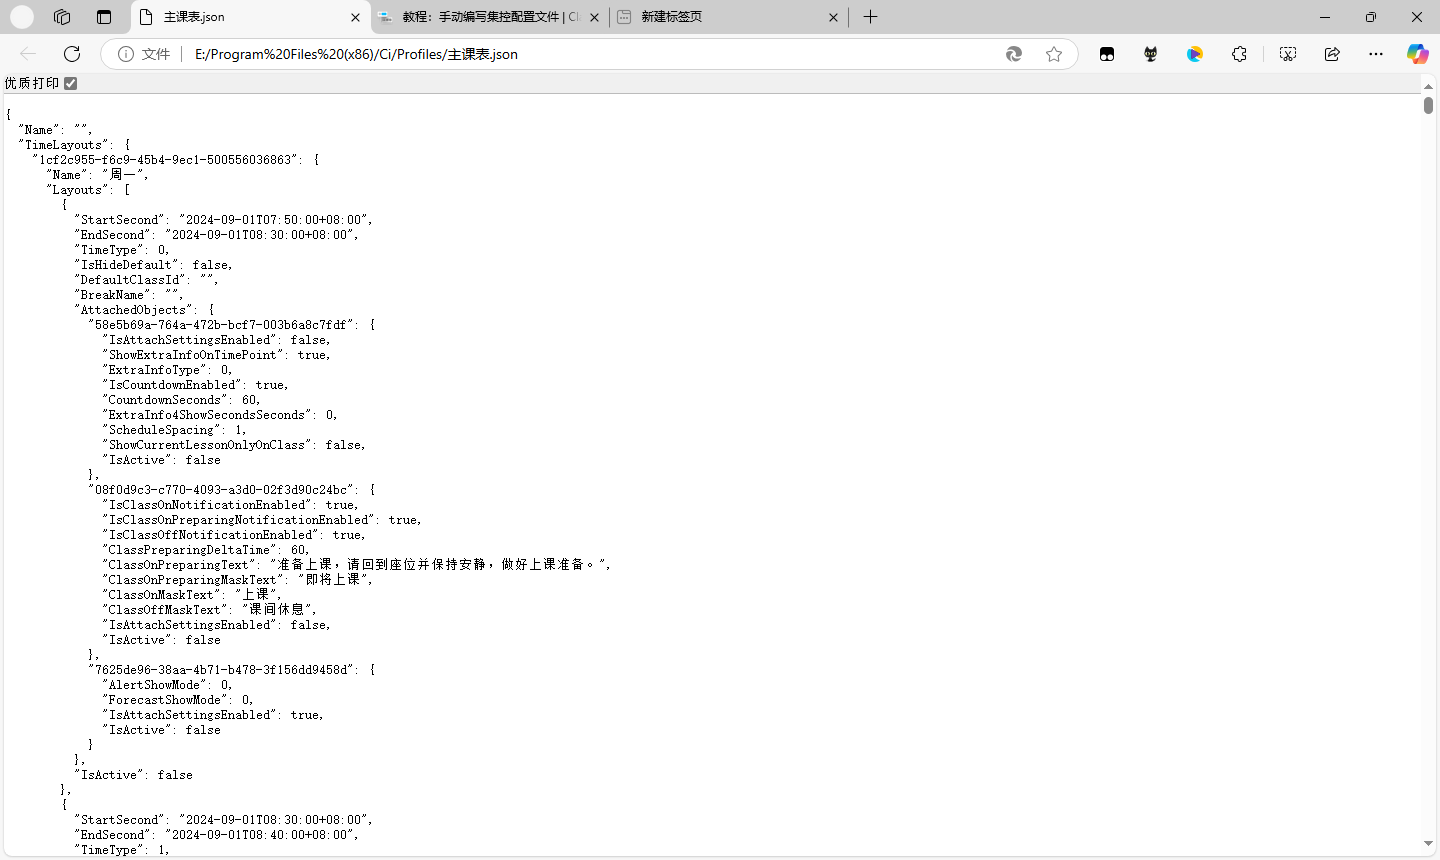 主课表.json
教程：手动编写集控配置文件 | Cla
新建标签页
文件
E:/Program%20Files%20(x86)/Ci/Profiles/主课表.json
优质打印
{
"Name": "",
"TimeLayouts": {
"1cf2c955-f6c9-45b4-9ec1-500556036863": {
"Name": "周一",
"Layouts": [
{
"StartSecond": "2024-09-01T07:50:00+08:00",
"EndSecond": "2024-09-01T08:30:00+08:00",
"TimeType": 0,
"IsHideDefault": false,
"DefaultClassId": "",
"BreakName": "",
"AttachedObjects": {
"58e5b69a-764a-472b-bcf7-003b6a8c7fdf": {
"IsAttachSettingsEnabled": false,
"ShowExtraInfoOnTimePoint": true,
"ExtraInfoType": 0,
"IsCountdownEnabled": true,
"CountdownSeconds": 60,
"ExtraInfo4ShowSecondsSeconds": 0,
"ScheduleSpacing": 1,
"ShowCurrentLessonOnlyOnClass": false,
"IsActive": false
},
"08f0d9c3-c770-4093-a3d0-02f3d90c24bc": {
"IsClassOnNotificationEnabled": true,
"IsClassOnPreparingNotificationEnabled": true,
"IsClassOffNotificationEnabled": true,
"ClassPreparingDeltaTime": 60,
"ClassOnPreparingText": "准备上课，请回到座位并保持安静，做好上课准备。",
"ClassOnPreparingMaskText": "即将上课",
"ClassOnMaskText": "上课",
"ClassOffMaskText": "课间休息",
"IsAttachSettingsEnabled": false,
"IsActive": false
},
"7625de96-38aa-4b71-b478-3f156dd9458d": {
"AlertShowMode": 0,
"ForecastShowMode": 0,
"IsAttachSettingsEnabled": true,
"IsActive": false
}
},
"IsActive": false
},
{
"StartSecond": "2024-09-01T08:30:00+08:00",
"EndSecond": "2024-09-01T08:40:00+08:00",
"TimeType": 1,